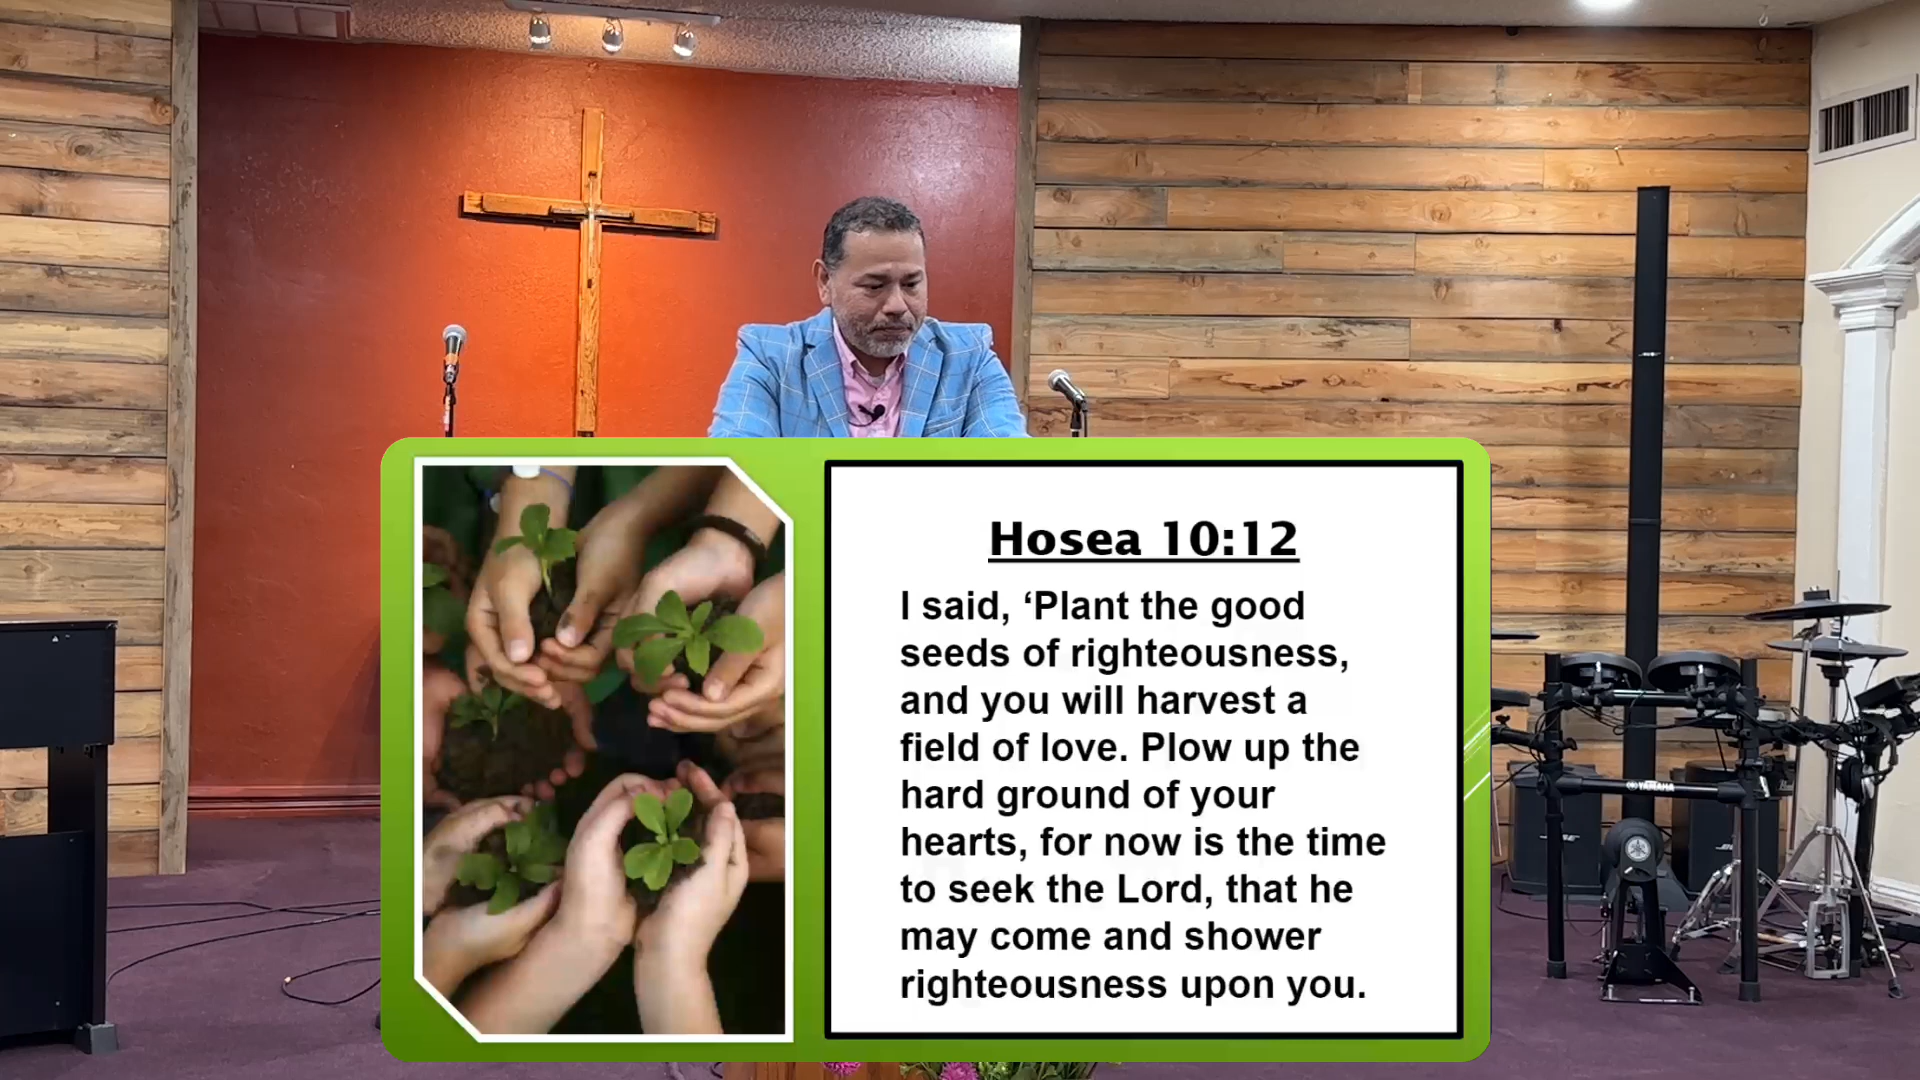 Hosea 10:12
I said, ‘Plant the good
seeds of righteousness,
and you will harvest a
field of love. Plow up the
hard ground of your
hearts, for now is the time
to seek the Lord, that he
may come and shower
righteousness upon you.
YAMAHA
BOSE